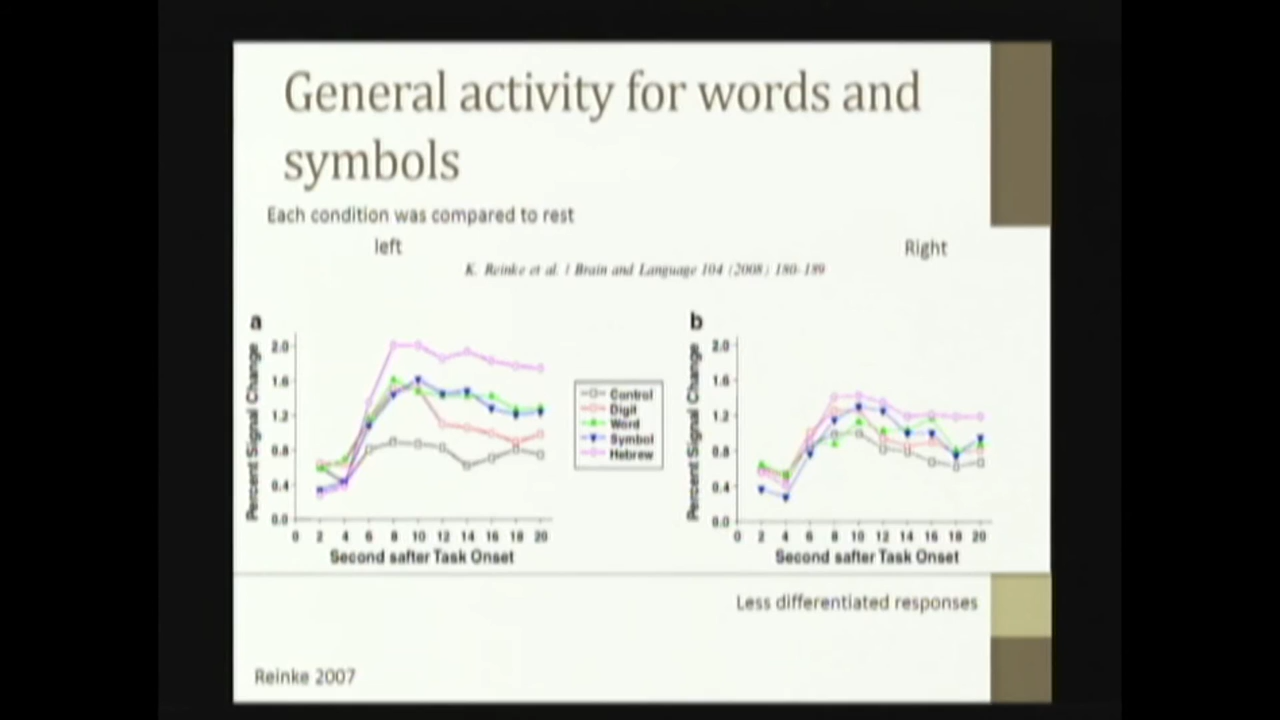 General activity for words and
symbols
Each condition was compared to rest
left
Right
K. Reinke et al. / Brain and Language 104 (2008) 180–189
a
b
Percent Signal Change
2.0
1.6
1.2
0.8
0.4
0.0
0 2 4 6 8 10 12 14 16 18 20
Second safter Task Onset
Control
Digit
Word
Symbol
Hebrew
Percent Signal Change
2.0
1.6
1.2
0.8
0.4
0.0
0 2 4 6 8 10 12 14 16 18 20
Second safter Task Onset
Less differentiated responses
Reinke 2007